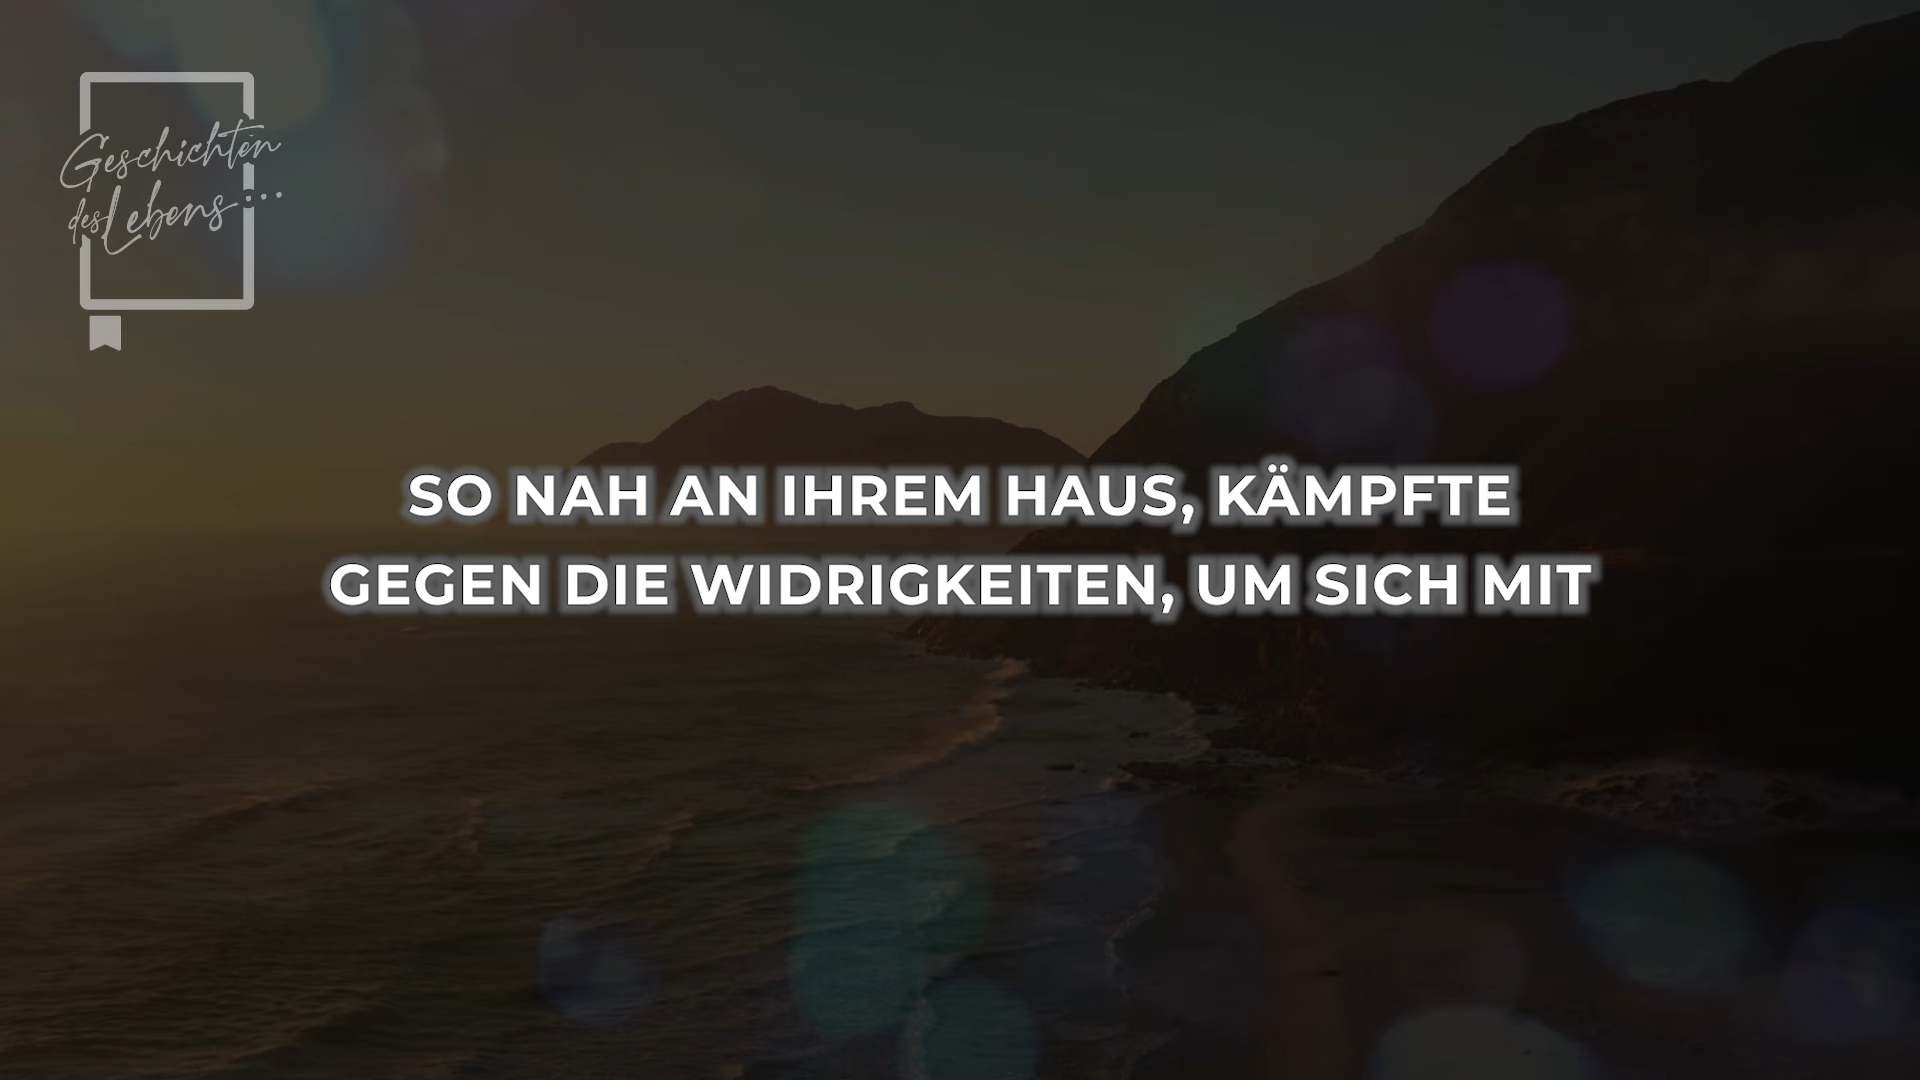 Geschichten
des Lebens...
SO NAH AN IHREM HAUS, KÄMPFTE
GEGEN DIE WIDRIGKEITEN, UM SICH MIT